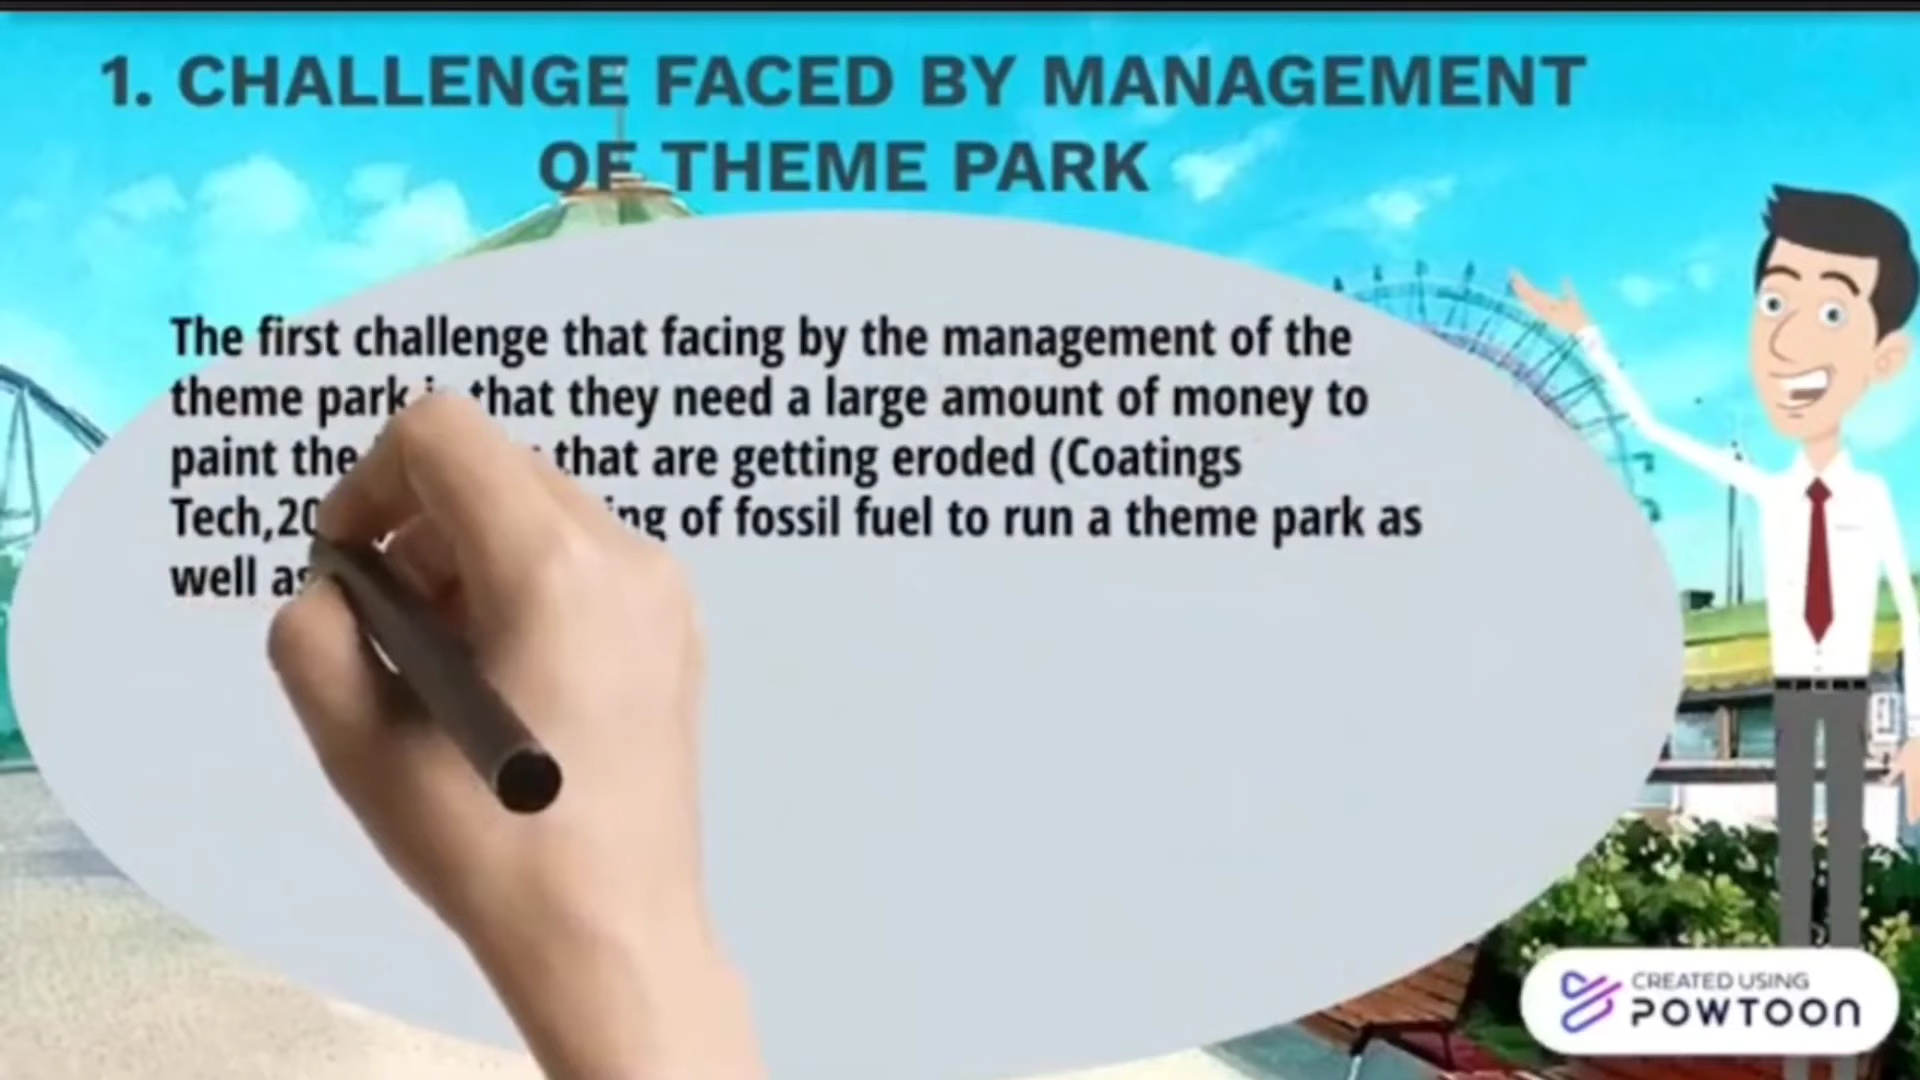 1. CHALLENGE FACED BY MANAGEMENT
OF THEME PARK
The first challenge that facing by the management of the
theme park that they need a large amount of money to
paint the that are getting eroded (Coatings
Tech,20 of fossil fuel to run a theme park as
well as
CREATED USING
POWTOON